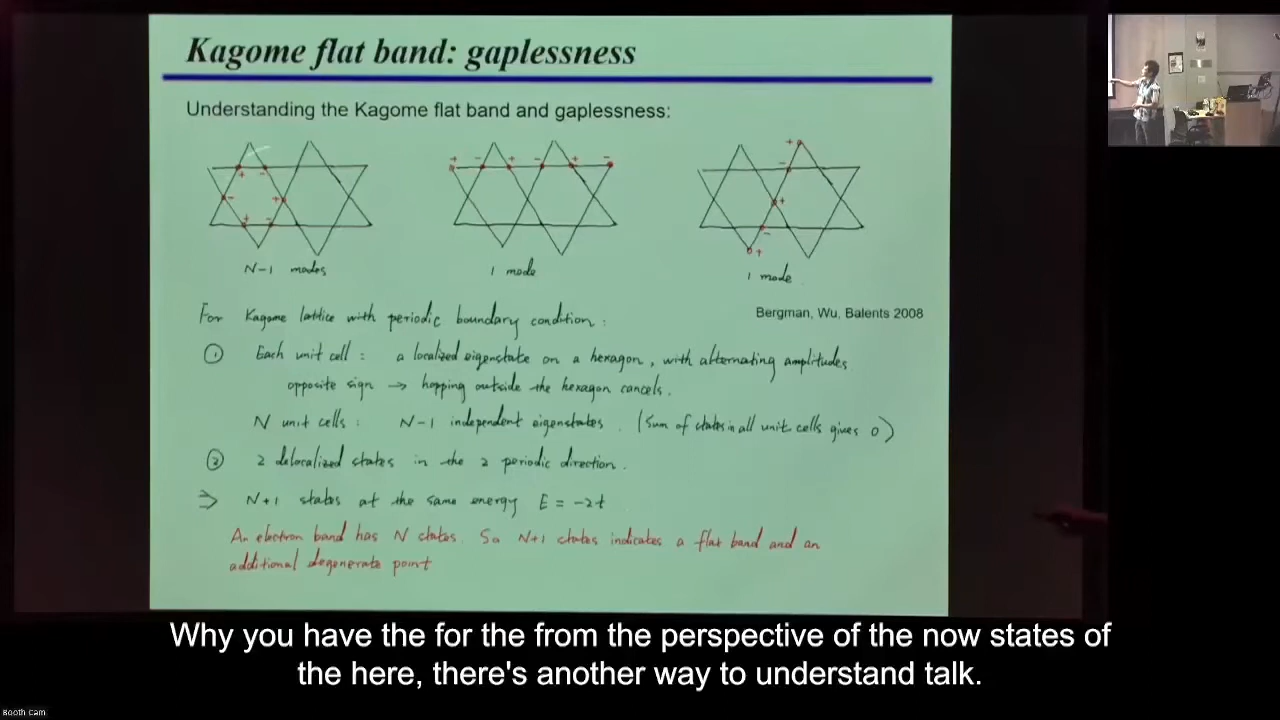 Kagome flat band: gaplessness
Understanding the Kagome flat band and gaplessness:
N-1 modes
1 mode
1 mode
Bergman, Wu, Balents 2008
For Kagome lattice with periodic boundary condition:
① Each unit cell: a localized eigenstate on a hexagon, with alternating amplitudes
opposite sign → hopping outside the hexagon cancels.
N unit cells: N-1 independent eigenstates. (Sum of states in all unit cells gives 0)
② 2 delocalized states in the 2 periodic direction.
⇒ N+1 states at the same energy E = -2t
An electron band has N states. So N+1 states indicates a flat band and an
additional degenerate point
Why you have the for the from the perspective of the now states of
the here, there's another way to understand talk.
Booth Cam